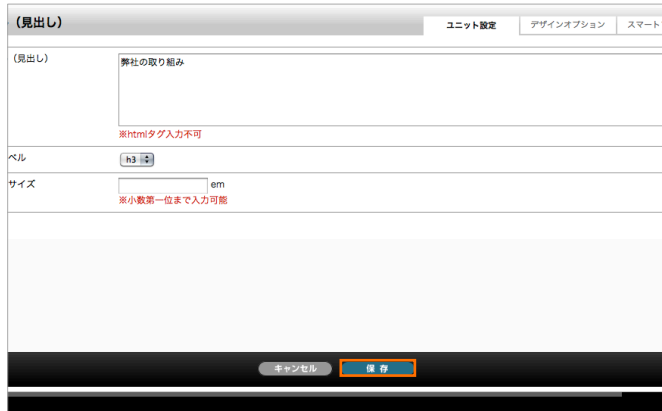 （見出し）
ユニット設定
デザインオプション
スマート
（見出し）
弊社の取り組み
※htmlタグ入力不可
ベル
h3
サイズ
em
※小数第一位まで入力可能
キャンセル
保 存